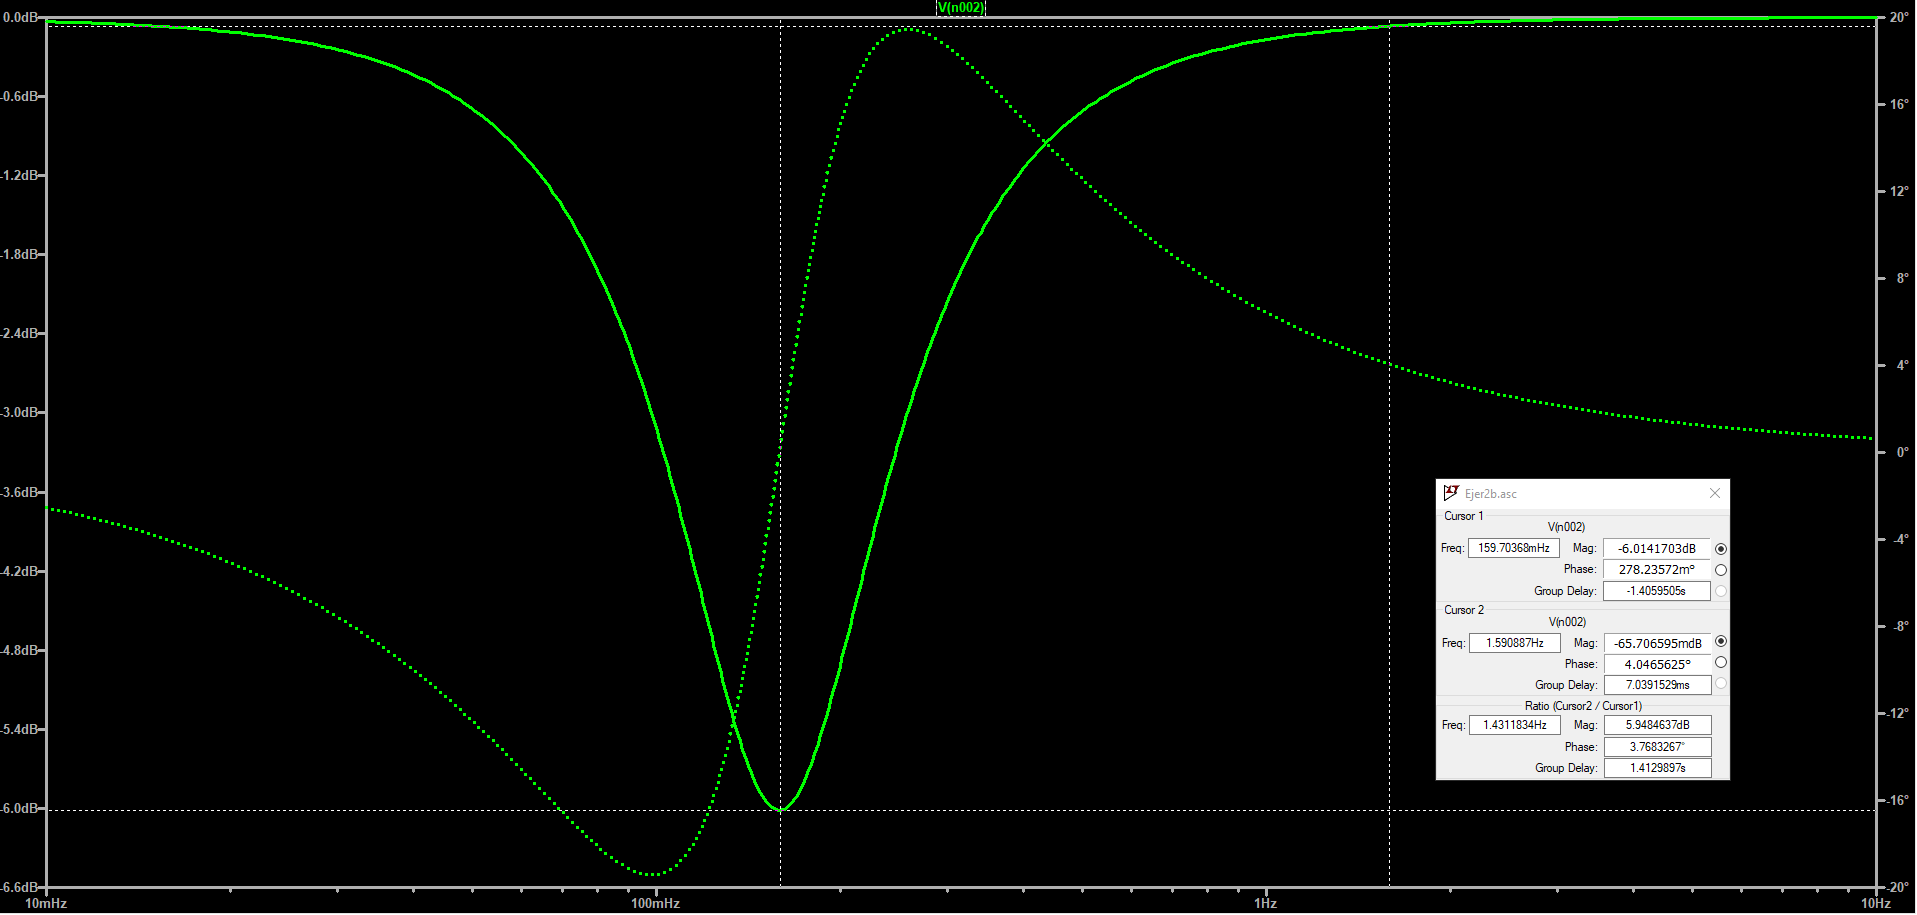 V(n002)
0.0dB
-0.6dB
-1.2dB
-1.8dB
-2.4dB
-3.0dB
-3.6dB
-4.2dB
-4.8dB
-5.4dB
-6.0dB
-6.6dB
20°
16°
12°
8°
4°
0°
-4°
-8°
-12°
-16°
-20°
10mHz 100mHz 1Hz 10Hz
Ejer2b.asc
Cursor 1
V(n002)
Freq: 159.70368mHz Mag: -6.0141703dB
Phase: 278.23572m°
Group Delay: -1.4059505s
Cursor 2
V(n002)
Freq: 1.590887Hz Mag: -65.706595mdB
Phase: 4.0465625°
Group Delay: 7.0391529ms
Ratio (Cursor2 / Cursor1)
Freq: 1.4311834Hz Mag: 5.9484637dB
Phase: 3.7683267°
Group Delay: 1.4129897s